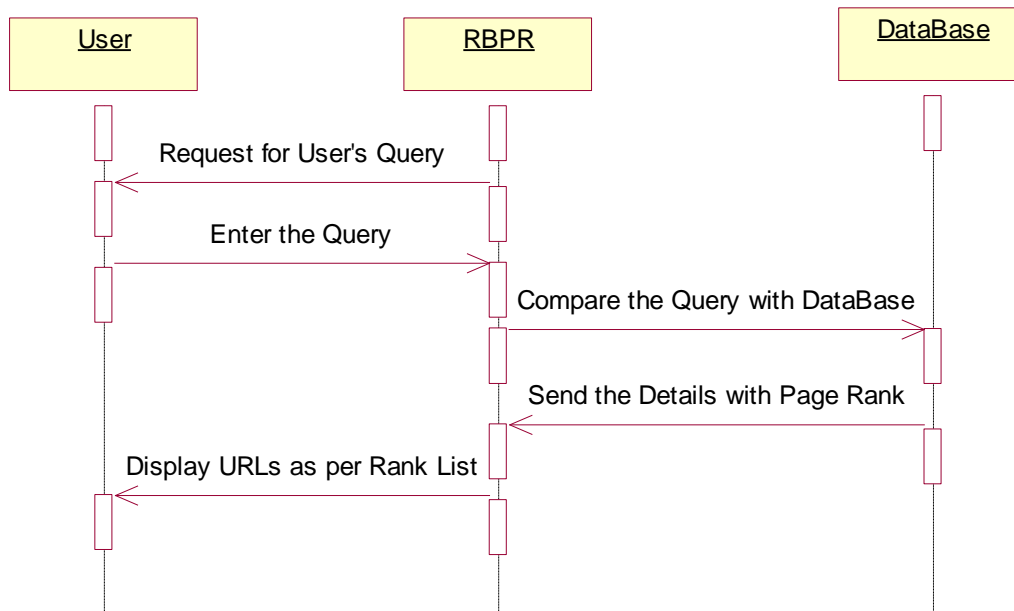 User
RBPR
DataBase
Request for User's Query
Enter the Query
Compare the Query with DataBase
Send the Details with Page Rank
Display URLs as per Rank List